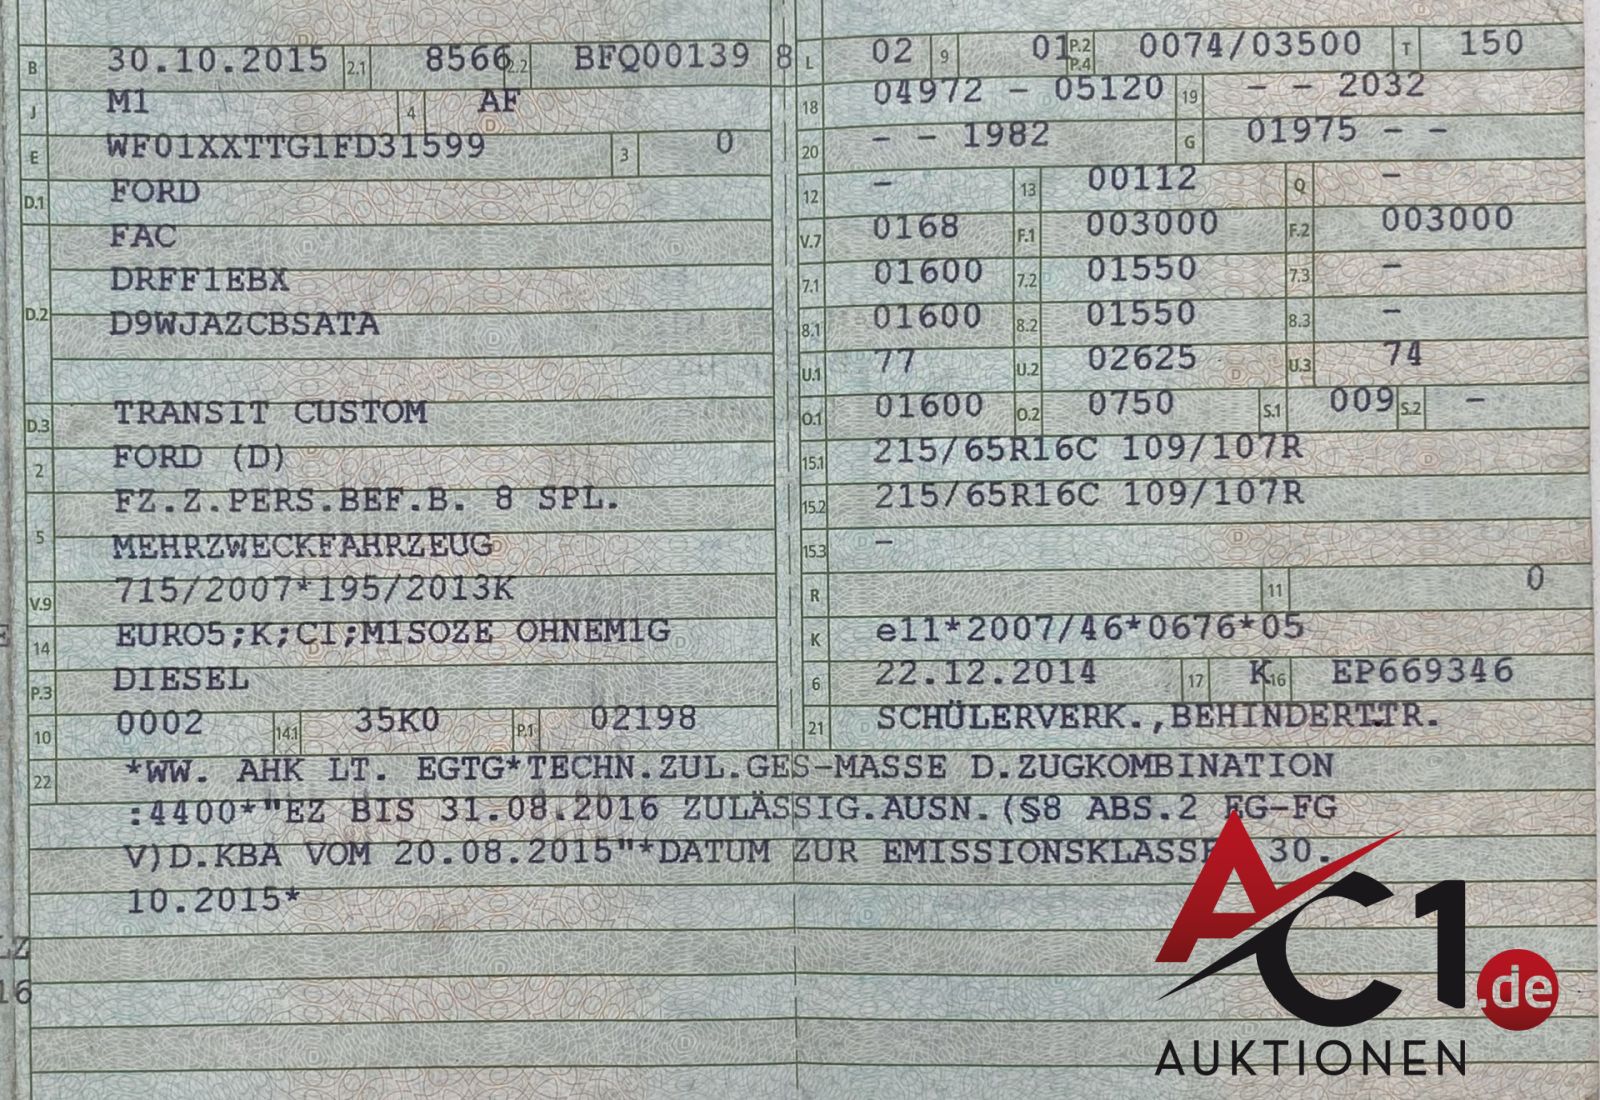 B 30.10.2015 2.1 8566 2.2 BFQ00139 8
J M1 4 AF
E WF01XXTTG1FD31599 3 0
D.1 FORD
FAC
D.2 DRFF1EBX
D9WJAZCBSATA
D.3 TRANSIT CUSTOM
2 FORD (D)
5 FZ.Z.PERS.BEF.B. 8 SPL.
MEHRZWECKFAHRZEUG
V.9 715/2007*195/2013K
14 EURO5;K;CI;M1SOZE OHNEM1G
P.3 DIESEL
10 0002 14.1 35K0 P.1 02198
L 02 9 01 P.2 P.4 0074/03500 T 150
18 04972 - 05120 19 - - 2032
20 - - 1982 G 01975 - -
12 - 13 00112 Q -
V.7 0168 F.1 003000 F.2 003000
7.1 01600 7.2 01550 7.3 -
8.1 01600 8.2 01550 8.3 -
U.1 77 U.2 02625 U.3 74
O.1 01600 O.2 0750 S.1 009 S.2 -
15.1 215/65R16C 109/107R
15.2 215/65R16C 109/107R
15.3 -
R 11 0
K e11*2007/46*0676*05
6 22.12.2014 17 K 16 EP669346
21 SCHÜLERVERK.,BEHINDERTTR.
22 *WW. AHK LT. EGTG*TECHN.ZUL.GES-MASSE D.ZUGKOMBINATION
:4400*"EZ BIS 31.08.2016 ZULÄSSIG.AUSN.(§8 ABS.2 EG-FG
V)D.KBA VOM 20.08.2015"*DATUM ZUR EMISSIONSKLASSE 30.
10.2015*
16
AC1.de
AUKTIONEN